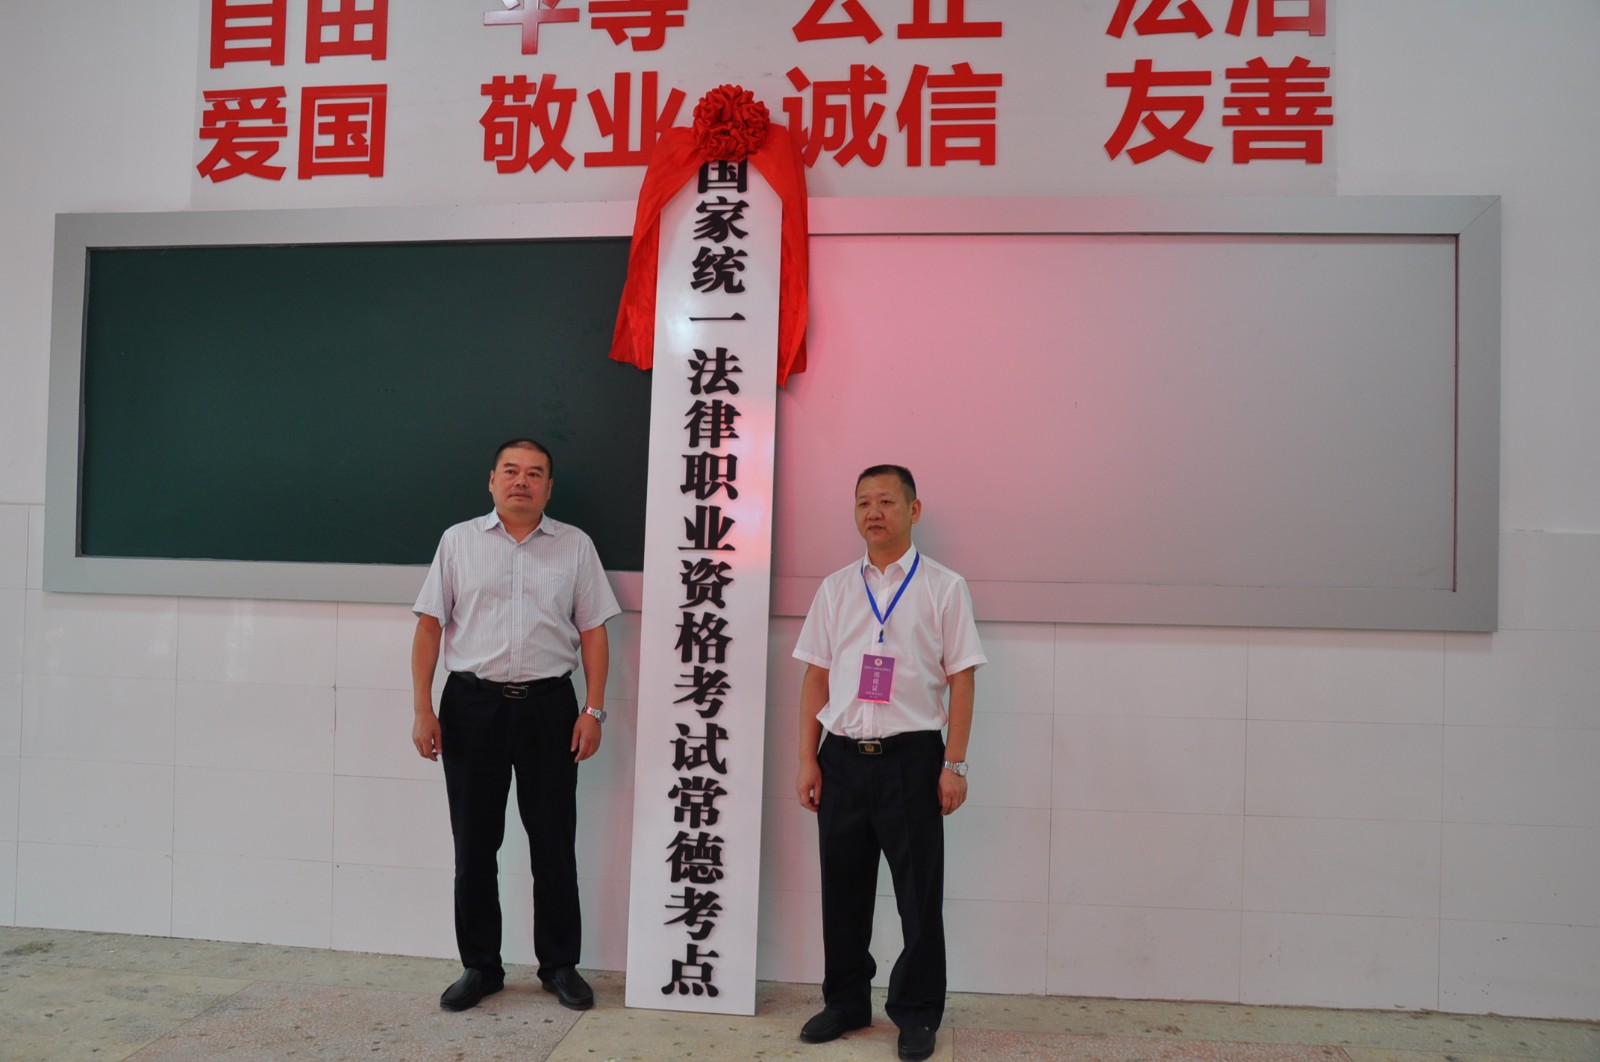 自由 平等 公正 法治
爱国 敬业 诚信 友善
国家统一法律职业资格考试常德考点